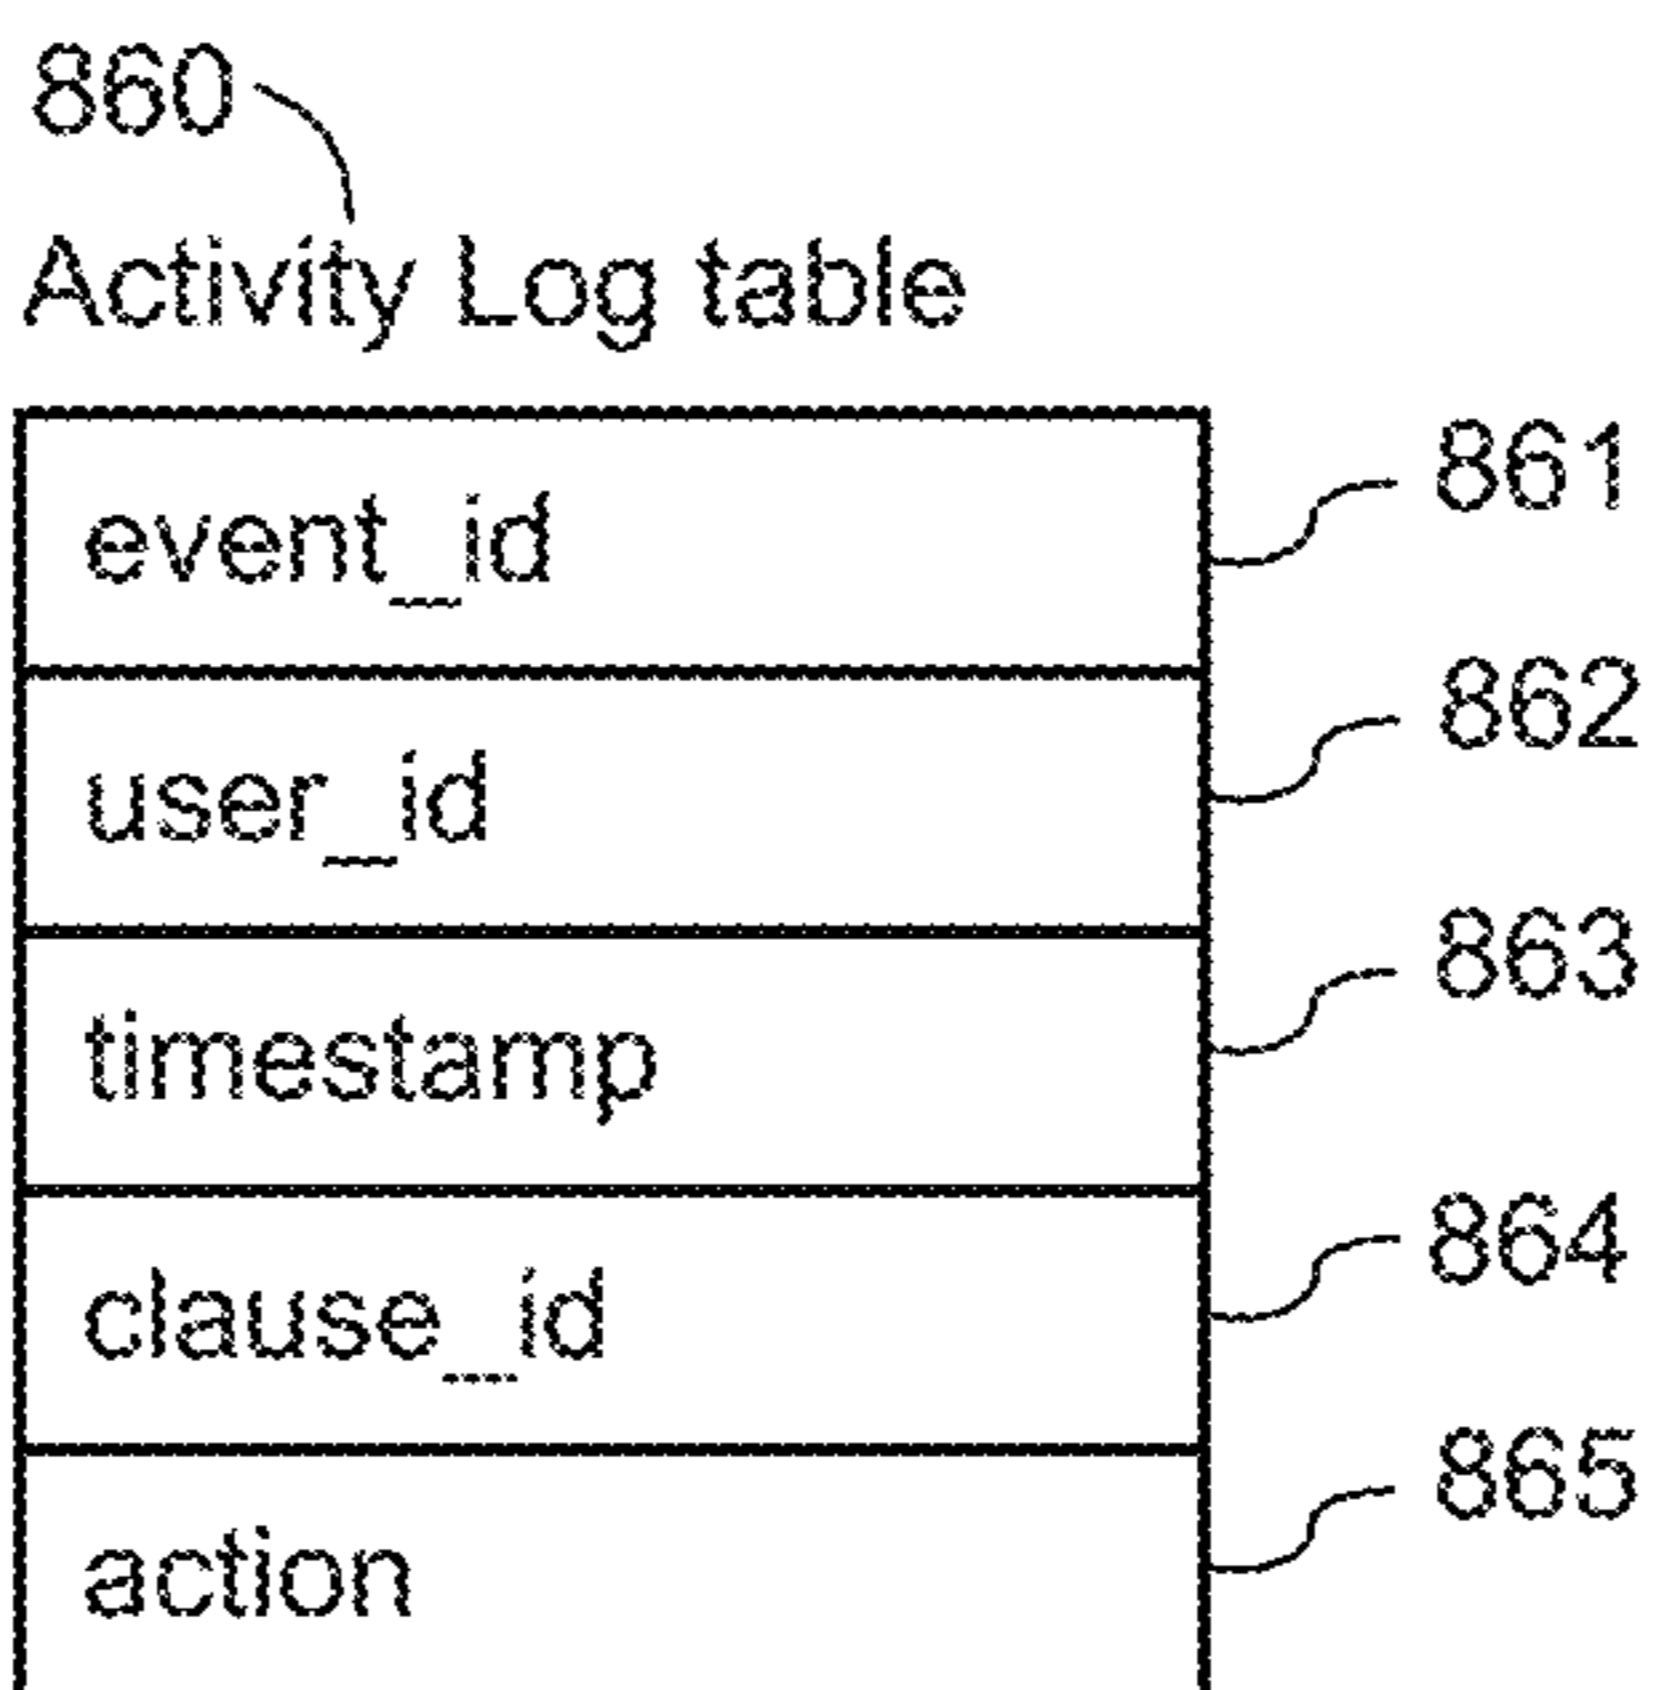 860
Activity Log table
event_id 861
user_id 862
timestamp 863
clause_id 864
action 865